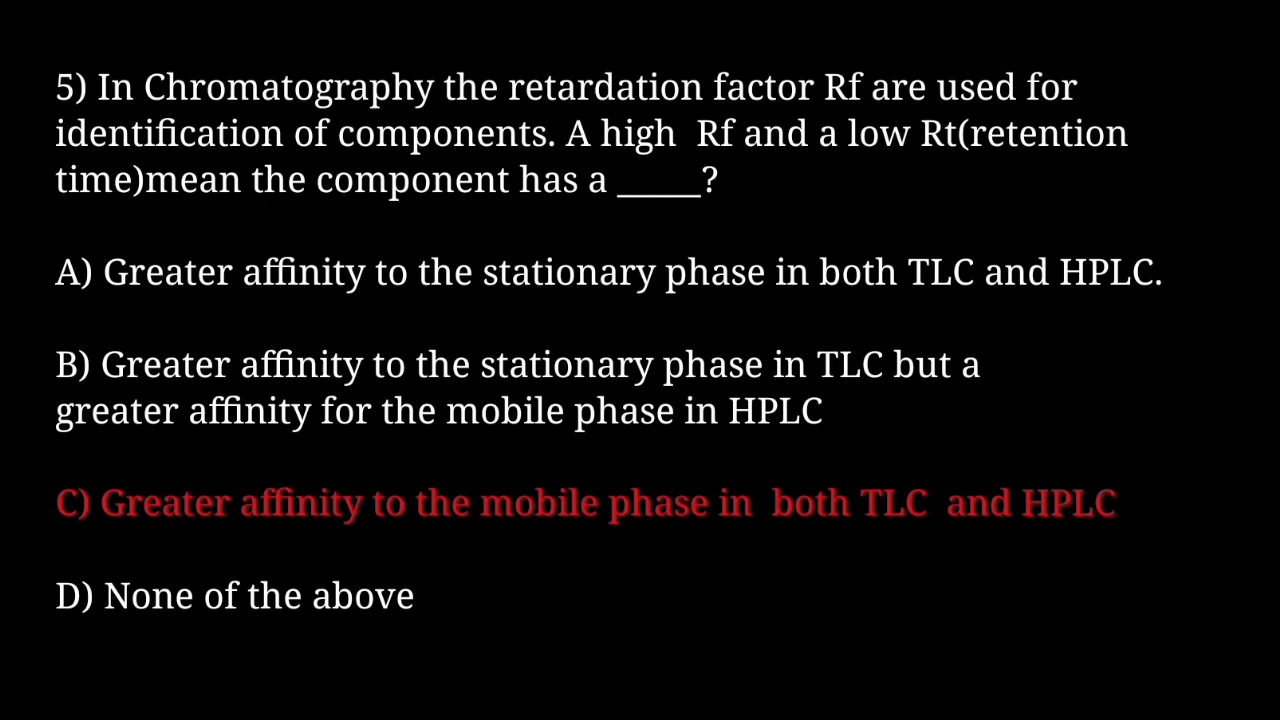 5) In Chromatography the retardation factor Rf are used for
identification of components. A high  Rf and a low Rt(retention
time)mean the component has a _____?
A) Greater affinity to the stationary phase in both TLC and HPLC.
B) Greater affinity to the stationary phase in TLC but a
greater affinity for the mobile phase in HPLC
C) Greater affinity to the mobile phase in  both TLC  and HPLC
D) None of the above